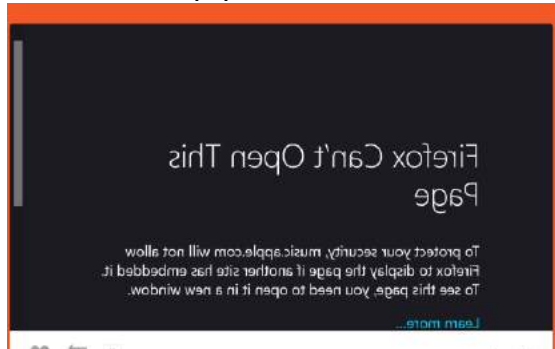 Firefox Can't Open This
Page
To protect your security, music.apple.com will not allow
Firefox to display the page if another site has embedded it.
To see this page, you need to open it in a new window.
Learn more...